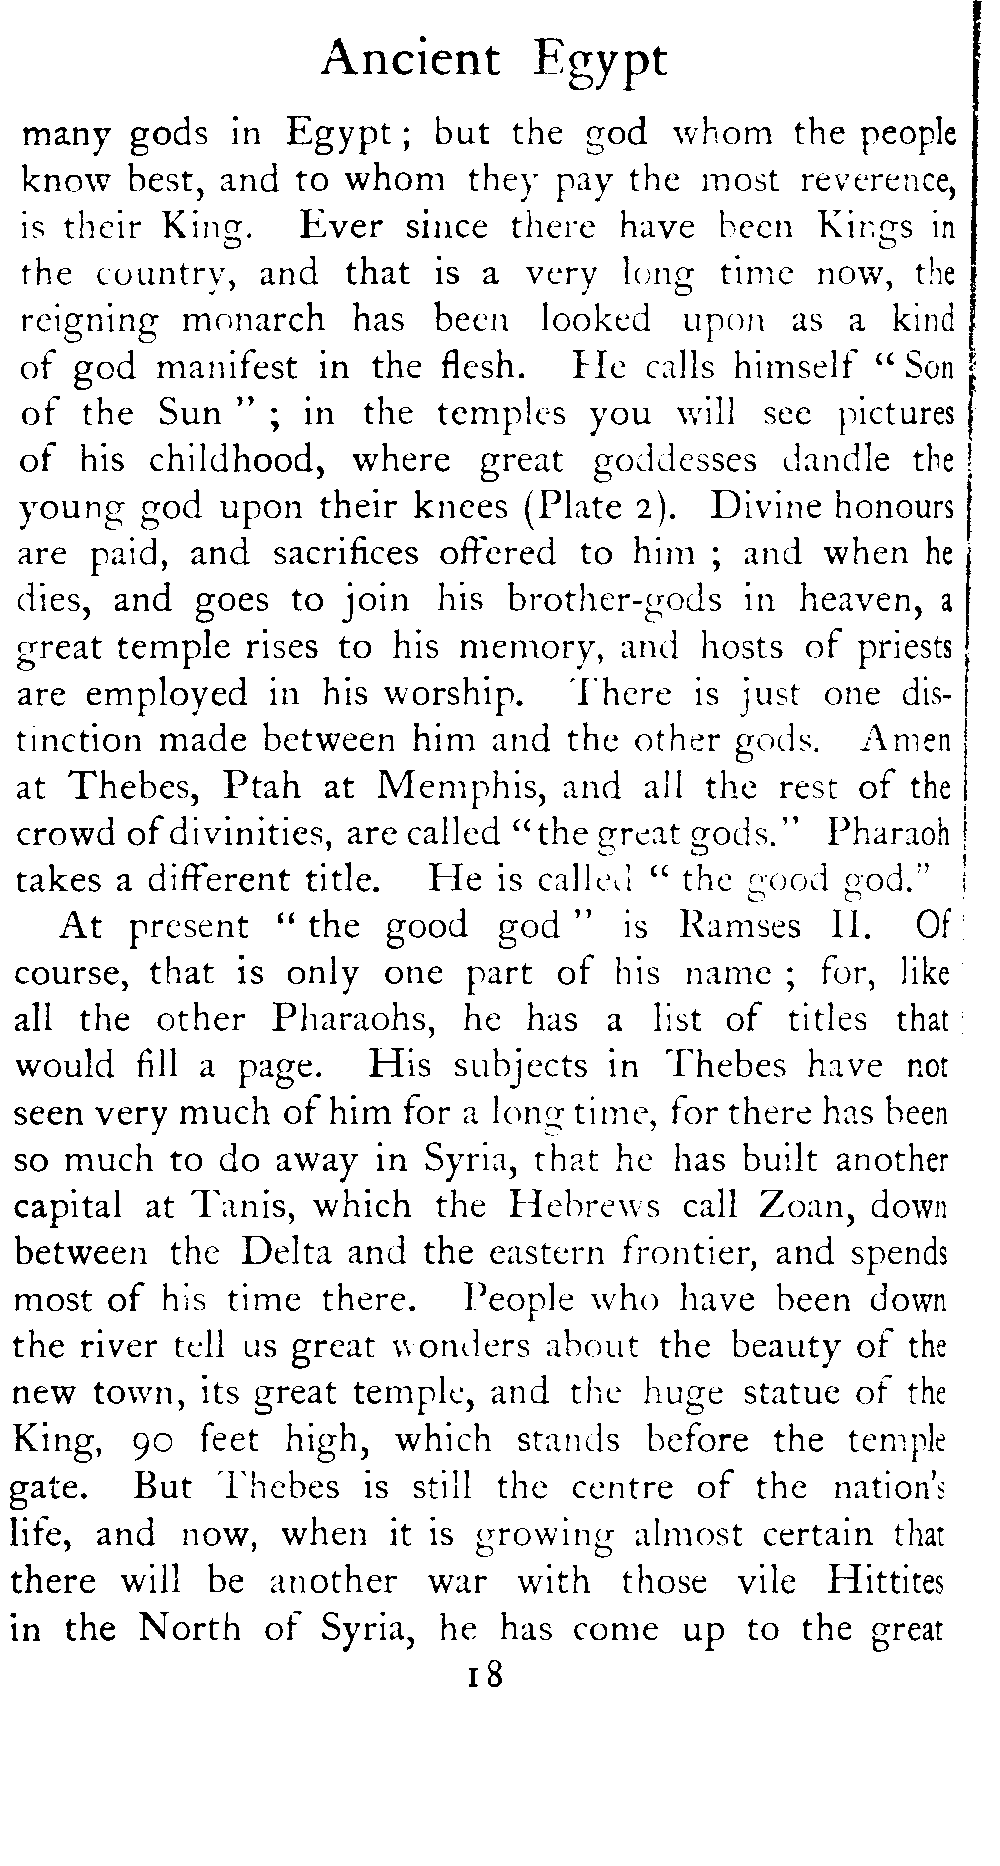 Ancient Egypt
many gods in Egypt; but the god whom the people
know best, and to whom they pay the most reverence,
is their King. Ever since there have been Kings in
the country, and that is a very long time now, the
reigning monarch has been looked upon as a kind
of god manifest in the flesh. He calls himself “Son
of the Sun”; in the temples you will see pictures
of his childhood, where great goddesses dandle the
young god upon their knees (Plate 2). Divine honours
are paid, and sacrifices offered to him; and when he
dies, and goes to join his brother-gods in heaven, a
great temple rises to his memory, and hosts of priests
are employed in his worship. There is just one dis-
tinction made between him and the other gods. Amen
at Thebes, Ptah at Memphis, and all the rest of the
crowd of divinities, are called “the great gods.” Pharaoh
takes a different title. He is called “the good god.”
At present “the good god” is Ramses II. Of
course, that is only one part of his name; for, like
all the other Pharaohs, he has a list of titles that
would fill a page. His subjects in Thebes have not
seen very much of him for a long time, for there has been
so much to do away in Syria, that he has built another
capital at Tanis, which the Hebrews call Zoan, down
between the Delta and the eastern frontier, and spends
most of his time there. People who have been down
the river tell us great wonders about the beauty of the
new town, its great temple, and the huge statue of the
King, 90 feet high, which stands before the temple
gate. But Thebes is still the centre of the nation's
life, and now, when it is growing almost certain that
there will be another war with those vile Hittites
in the North of Syria, he has come up to the great
18